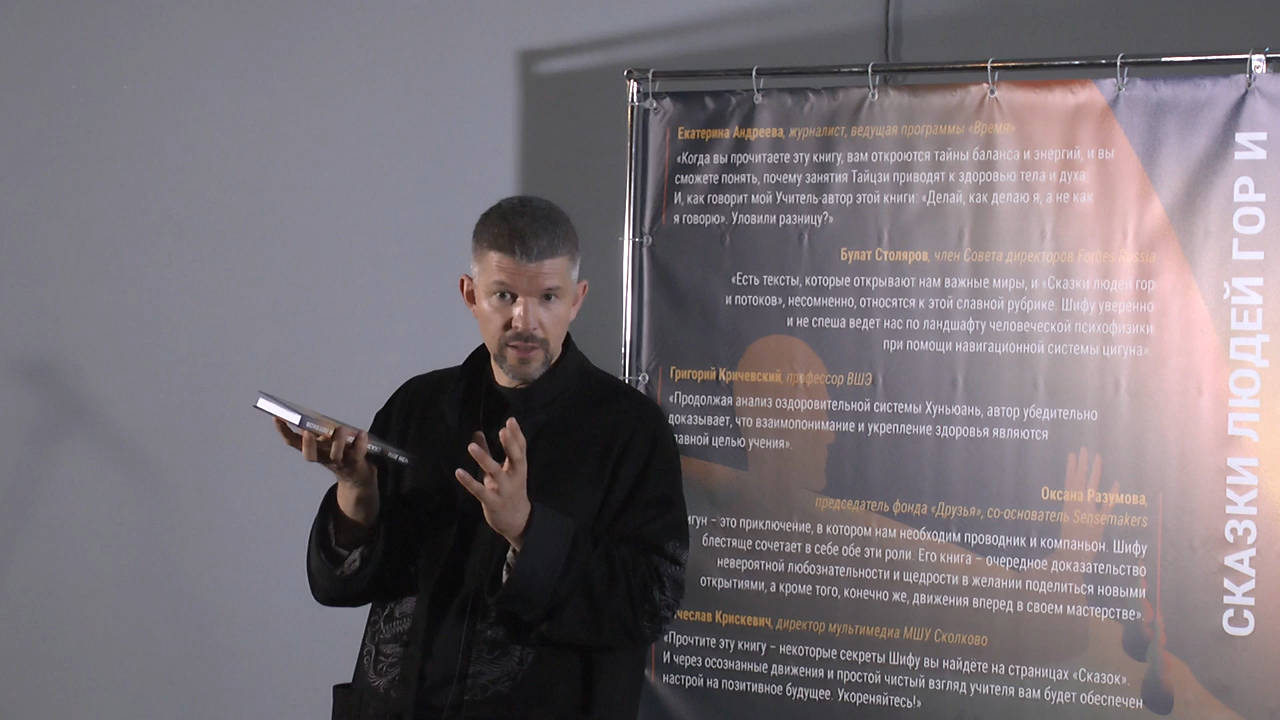 Екатерина Андреева, журналист, ведущая программы «Время»
«Когда вы прочитаете эту книгу, вам откроются тайны баланса и энергий, и вы
сможете понять, почему занятия Тайцзи приводят к здоровью тела и духа.
И, как говорит мой Учитель-автор этой книги: «Делай, как делаю я, а не как
я говорю». Уловили разницу?»
Булат Столяров, член Совета директоров Forbes Russia
«Есть тексты, которые открывают нам важные миры, и «Сказки людей гор
и потоков», несомненно, относятся к этой славной рубрике. Шифу уверенно
и не спеша ведет нас по ландшафту человеческой психофизики
при помощи навигационной системы цигуна».
Григорий Кричевский, профессор ВШЭ
«Продолжая анализ оздоровительной системы Хуньюань, автор убедительно
доказывает, что взаимопонимание и укрепление здоровья являются
лавной целью учения».
Оксана Разумова,
председатель фонда «Друзья», со-основатель Sensemakers
игун – это приключение, в котором нам необходим проводник и компаньон. Шифу
блестяще сочетает в себе обе эти роли. Его книга – очередное доказательство
невероятной любознательности и щедрости в желании поделиться новыми
открытиями, а кроме того, конечно же, движения вперед в своем мастерстве».
чеслав Крискевич, директор мультимедиа МШУ Сколково
«Прочтите эту книгу – некоторые секреты Шифу вы найдете на страницах «Сказок».
И через осознанные движения и простой чистый взгляд учителя вам будет обеспечен
настрой на позитивное будущее. Укореняйтесь!»
СКАЗКИ ЛЮДЕЙ ГОР И